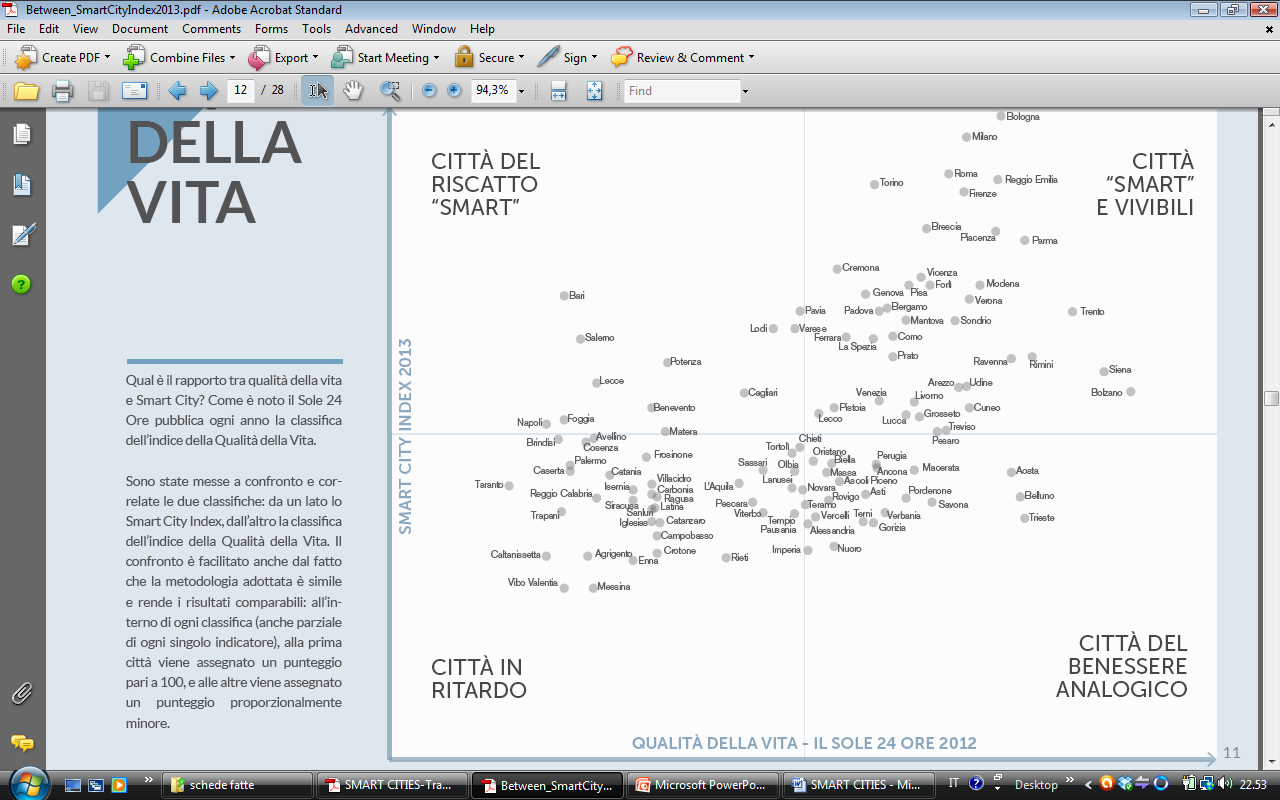 Between_SmartCityIndex2013.pdf - Adobe Acrobat Standard
File Edit View Document Comments Forms Tools Advanced Window Help
Create PDF Combine Files Export Start Meeting Secure Sign Review & Comment
12 / 28 94,3% Find
DELLA
VITA
Qual è il rapporto tra qualità della vita
e Smart City? Come è noto il Sole 24
Ore pubblica ogni anno la classifica
dell'indice della Qualità della Vita.
Sono state messe a confronto e cor-
relate le due classifiche: da un lato lo
Smart City Index, dall'altro la classifica
dell'indice della Qualità della Vita. Il
confronto è facilitato anche dal fatto
che la metodologia adottata è simile
e rende i risultati comparabili: all'in-
terno di ogni classifica (anche parziale
di ogni singolo indicatore), alla prima
città viene assegnato un punteggio
pari a 100, e alle altre viene assegnato
un punteggio proporzionalmente
minore.
SMART CITY INDEX 2013
CITTÀ DEL
RISCATTO
"SMART"
CITTÀ
"SMART"
E VIVIBILI
Bologna
Milano
Roma
Reggio Emilia
Torino
Firenze
Brescia
Piacenza
Parma
Cremona
Vicenza
Genova
Pisa
Forlì
Modena
Bari
Verona
Pavia
Padova
Bergamo
Trento
Mantova
Sondrio
Lodi
Varese
Salerno
Ferrara
La Spezia
Como
Prato
Potenza
Ravenna
Rimini
Siena
Lecce
Arezzo
Udine
Cagliari
Venezia
Livorno
Bolzano
Benevento
Pistoia
Lecco
Lucca
Grosseto
Cuneo
Napoli
Foggia
Matera
Treviso
Pesaro
Brindisi
Avellino
Cosenza
Chieti
Tortolì
Frosinone
Oristano
Biella
Perugia
Palermo
Caserta
Catania
Sassari
Olbia
Massa
Ancona
Macerata
Aosta
Taranto
Villacidro
Isernia
Carbonia
L'Aquila
Lanusei
Novara
Ascoli Piceno
Asti
Pordenone
Belluno
Reggio Calabria
Ragusa
Siracusa
Sanluri
Latina
Pescara
Teramo
Rovigo
Savona
Trapani
Iglesias
Catanzaro
Viterbo
Tempio
Pausania
Vercelli
Terni
Verbania
Trieste
Alessandria
Gorizia
Campobasso
Caltanissetta
Agrigento
Enna
Crotone
Rieti
Imperia
Nuoro
Vibo Valentia
Messina
CITTÀ IN
RITARDO
CITTÀ DEL
BENESSERE
ANALOGICO
QUALITÀ DELLA VITA - IL SOLE 24 ORE 2012
11
schede fatte SMART CITIES-Tra... Between_SmartCity... Microsoft PowerPo... SMART CITIES - Mi... IT Desktop 22.53